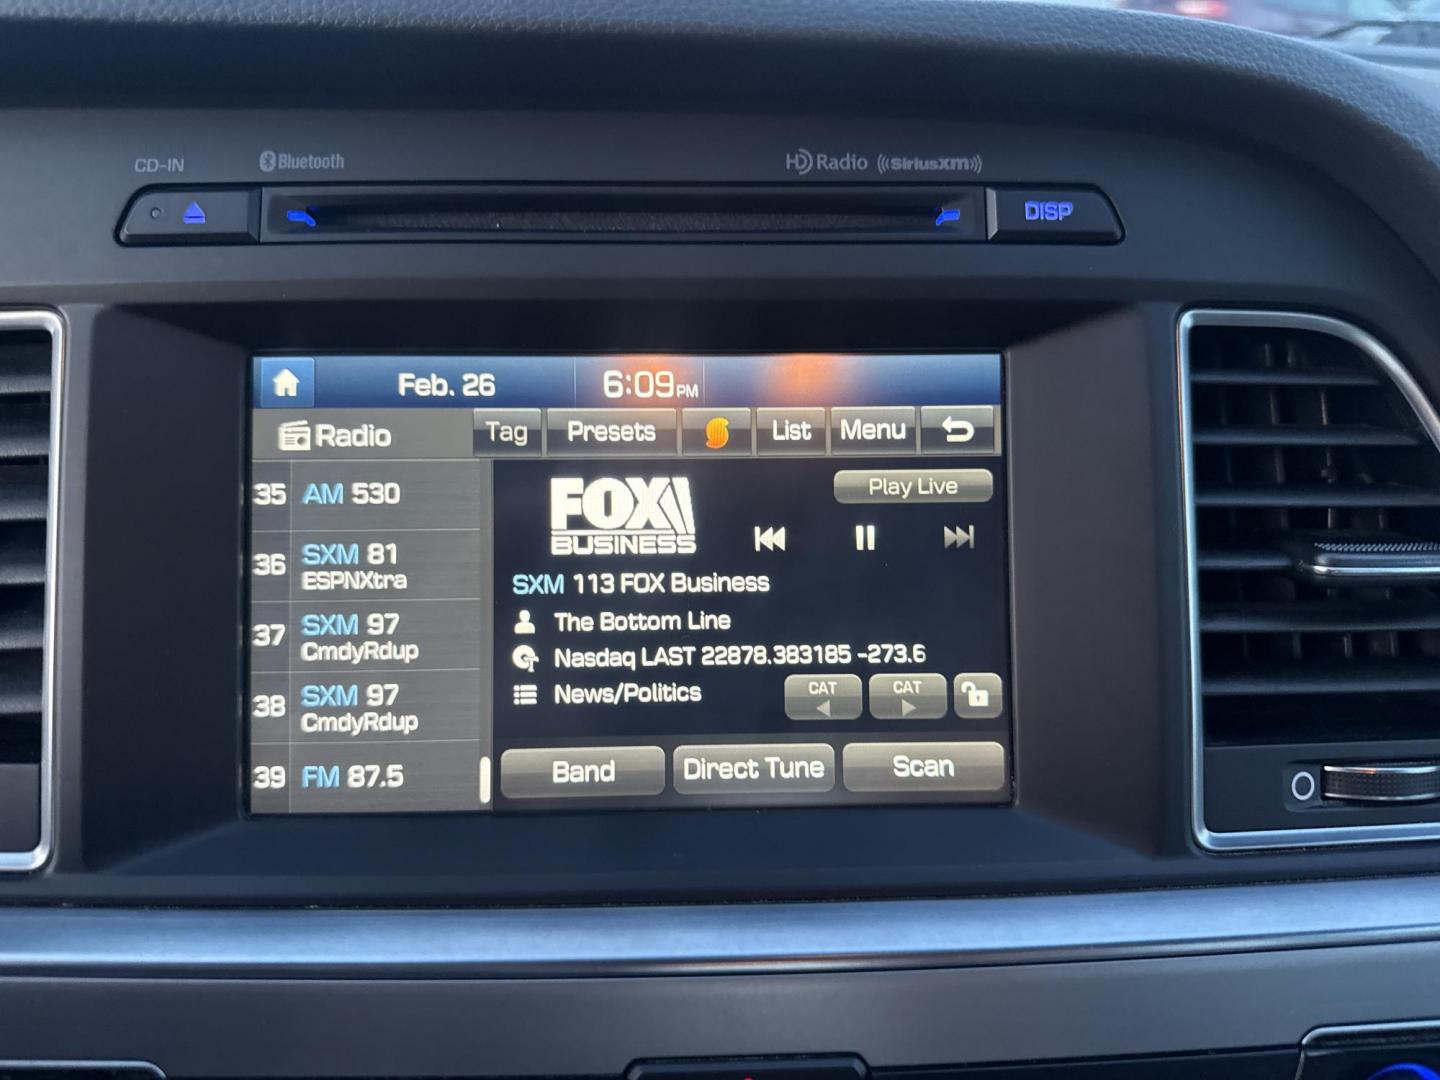 CD-IN
Bluetooth
HD Radio ((SiriusXM))
DISP
Feb. 26
6:09 PM
Radio
Tag
Presets
List
Menu
35 AM 530
36 SXM 81
ESPNXtra
37 SXM 97
CmdyRdup
38 SXM 97
CmdyRdup
39 FM 87.5
FOX
BUSINESS
Play Live
SXM 113 FOX Business
The Bottom Line
Nasdaq LAST 22878.383185 -273.6
News/Politics
CAT
CAT
Band
Direct Tune
Scan